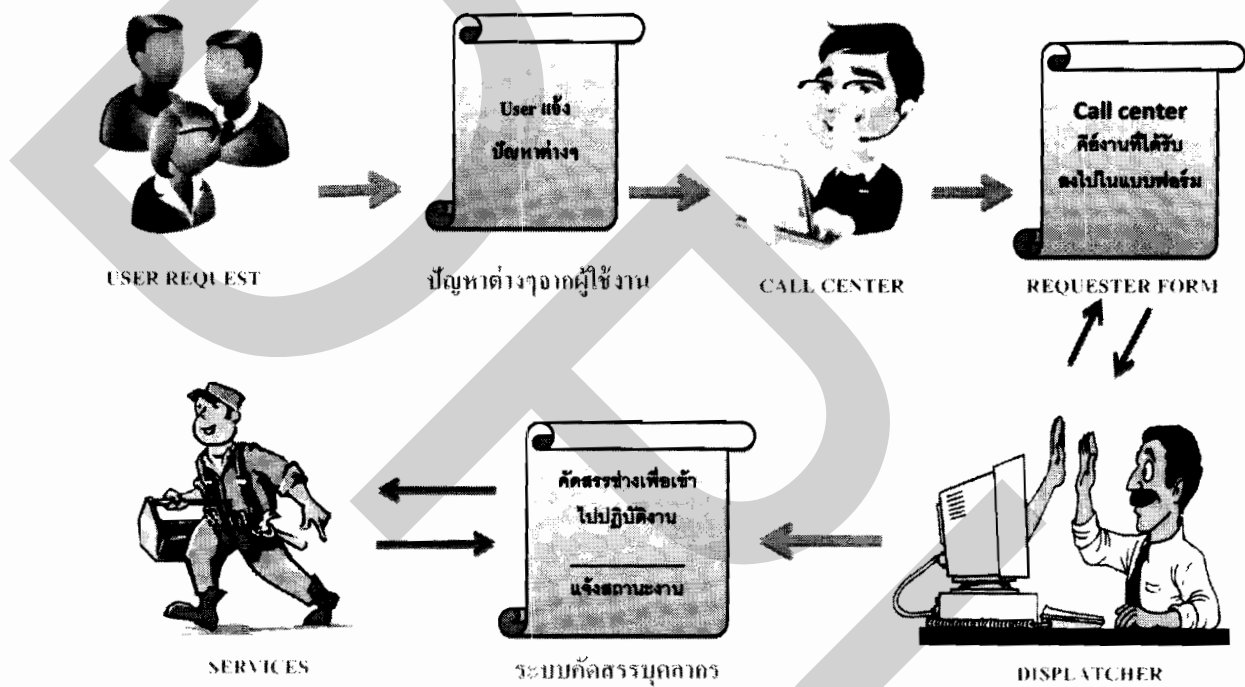 User แจ้ง
ปัญหาต่างๆ
Call center
คีย์งานที่ได้รับ
ลงไปในแบบฟอร์ม
USER REQUEST
ปัญหาต่างๆจากผู้ใช้งาน
CALL CENTER
REQUESTER FORM
คัดสรรช่างเพื่อเข้า
ไปปฏิบัติงาน
แจ้งสถานะงาน
SERVICES
ระบบคัดสรรบุคลากร
DISPLATCHER